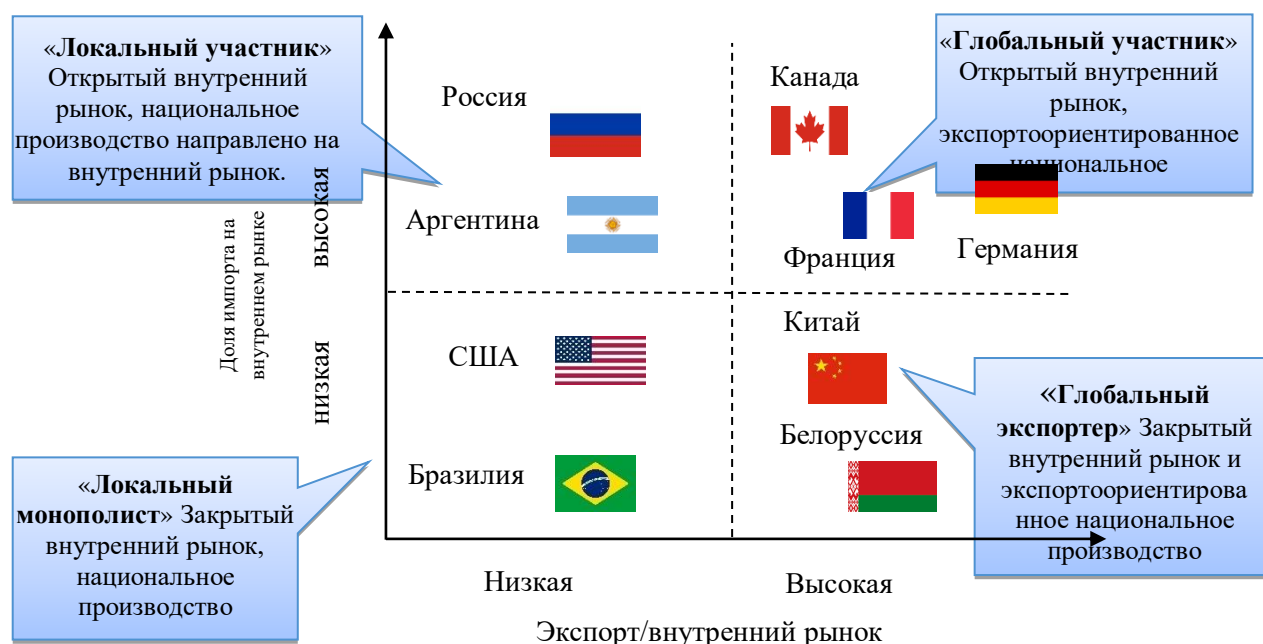 «Локальный участник»
Открытый внутренний
рынок, национальное
производство направлено на
внутренний рынок.
Россия
Канада
«Глобальный участник»
Открытый внутренний
рынок,
экспортоориентированное
национальное
Аргентина
Франция
Германия
Доля импорта на
внутреннем рынке
высокая
низкая
США
Китай
Бразилия
Белоруссия
«Глобальный
экспортер» Закрытый
внутренний рынок и
экспортоориентирова
нное национальное
производство
«Локальный
монополист» Закрытый
внутренний рынок,
национальное
производство
Низкая
Высокая
Экспорт/внутренний рынок